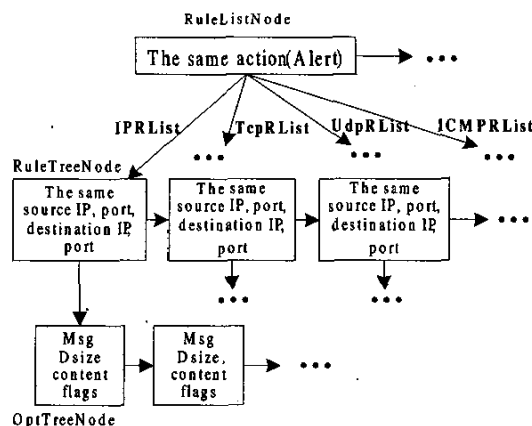 RuleListNode
The same action(Alert)
IPRList
TcpRList
UdpRList
ICMPRList
RuleTreeNode
The same
source IP, port,
destination IP,
port
The same
source IP, port,
destination IP,
port
The same
source IP, port,
destination IP,
port
Msg
Dsize
content
flags
Msg
Dsize,
content
flags
OptTreeNode